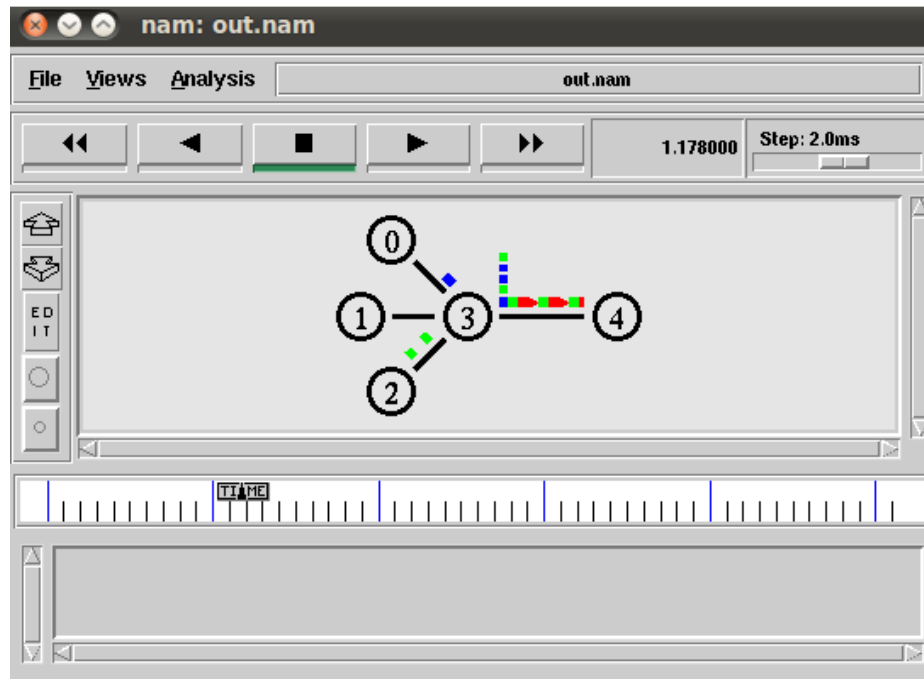 nam: out.nam
File Views Analysis out.nam
1.178000 Step: 2.0ms
0
ED
IT
1 3 4
2
TIME